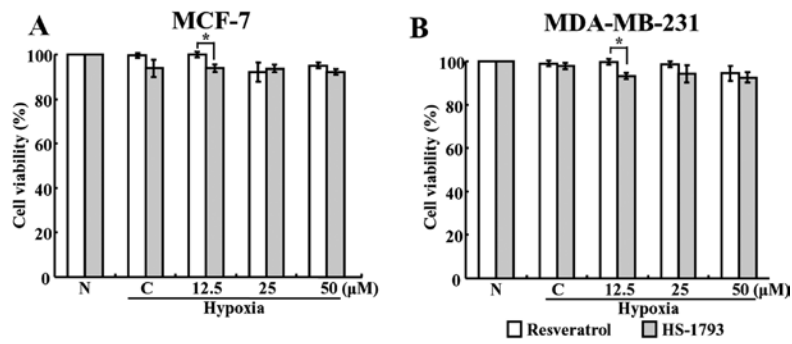 A MCF-7
Cell viability (%)
100
80
60
40
20
0
*
N C 12.5 25 50 (μM)
Hypoxia
B MDA-MB-231
Cell viability (%)
100
80
60
40
20
0
*
N C 12.5 25 50 (μM)
Hypoxia
Resveratrol HS-1793